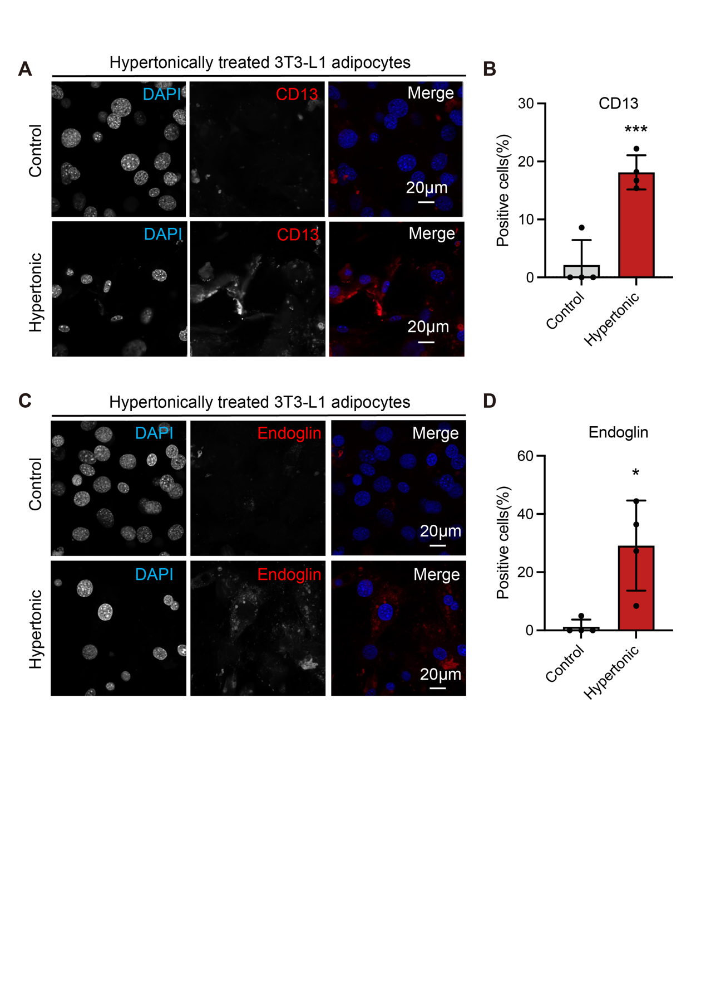 A
Hypertonically treated 3T3-L1 adipocytes
Control
DAPI
CD13
Merge
20μm
Hypertonic
DAPI
CD13
Merge
20μm
B
CD13
Positive cells(%)
30
20
10
0
***
Control
Hypertonic
C
Hypertonically treated 3T3-L1 adipocytes
Control
DAPI
Endoglin
Merge
20μm
Hypertonic
DAPI
Endoglin
Merge
20μm
D
Endoglin
Positive cells(%)
60
40
20
0
*
Control
Hypertonic